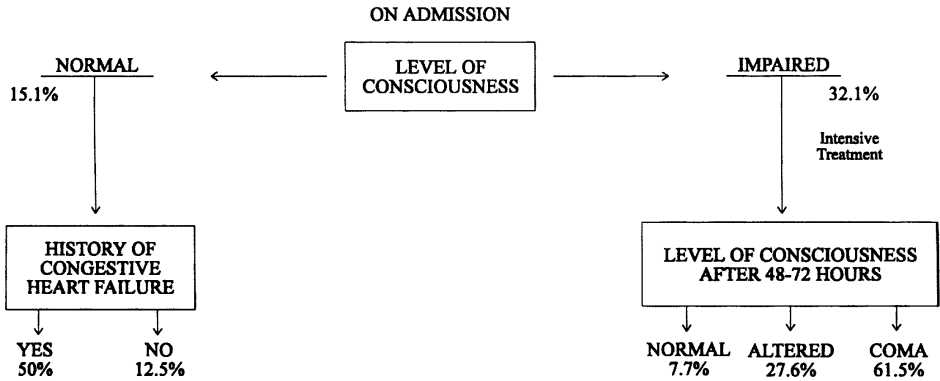 ON ADMISSION
LEVEL OF
CONSCIOUSNESS
NORMAL
15.1%
IMPAIRED
32.1%
Intensive
Treatment
HISTORY OF
CONGESTIVE
HEART FAILURE
YES
50%
NO
12.5%
LEVEL OF CONSCIOUSNESS
AFTER 48-72 HOURS
NORMAL
7.7%
ALTERED
27.6%
COMA
61.5%